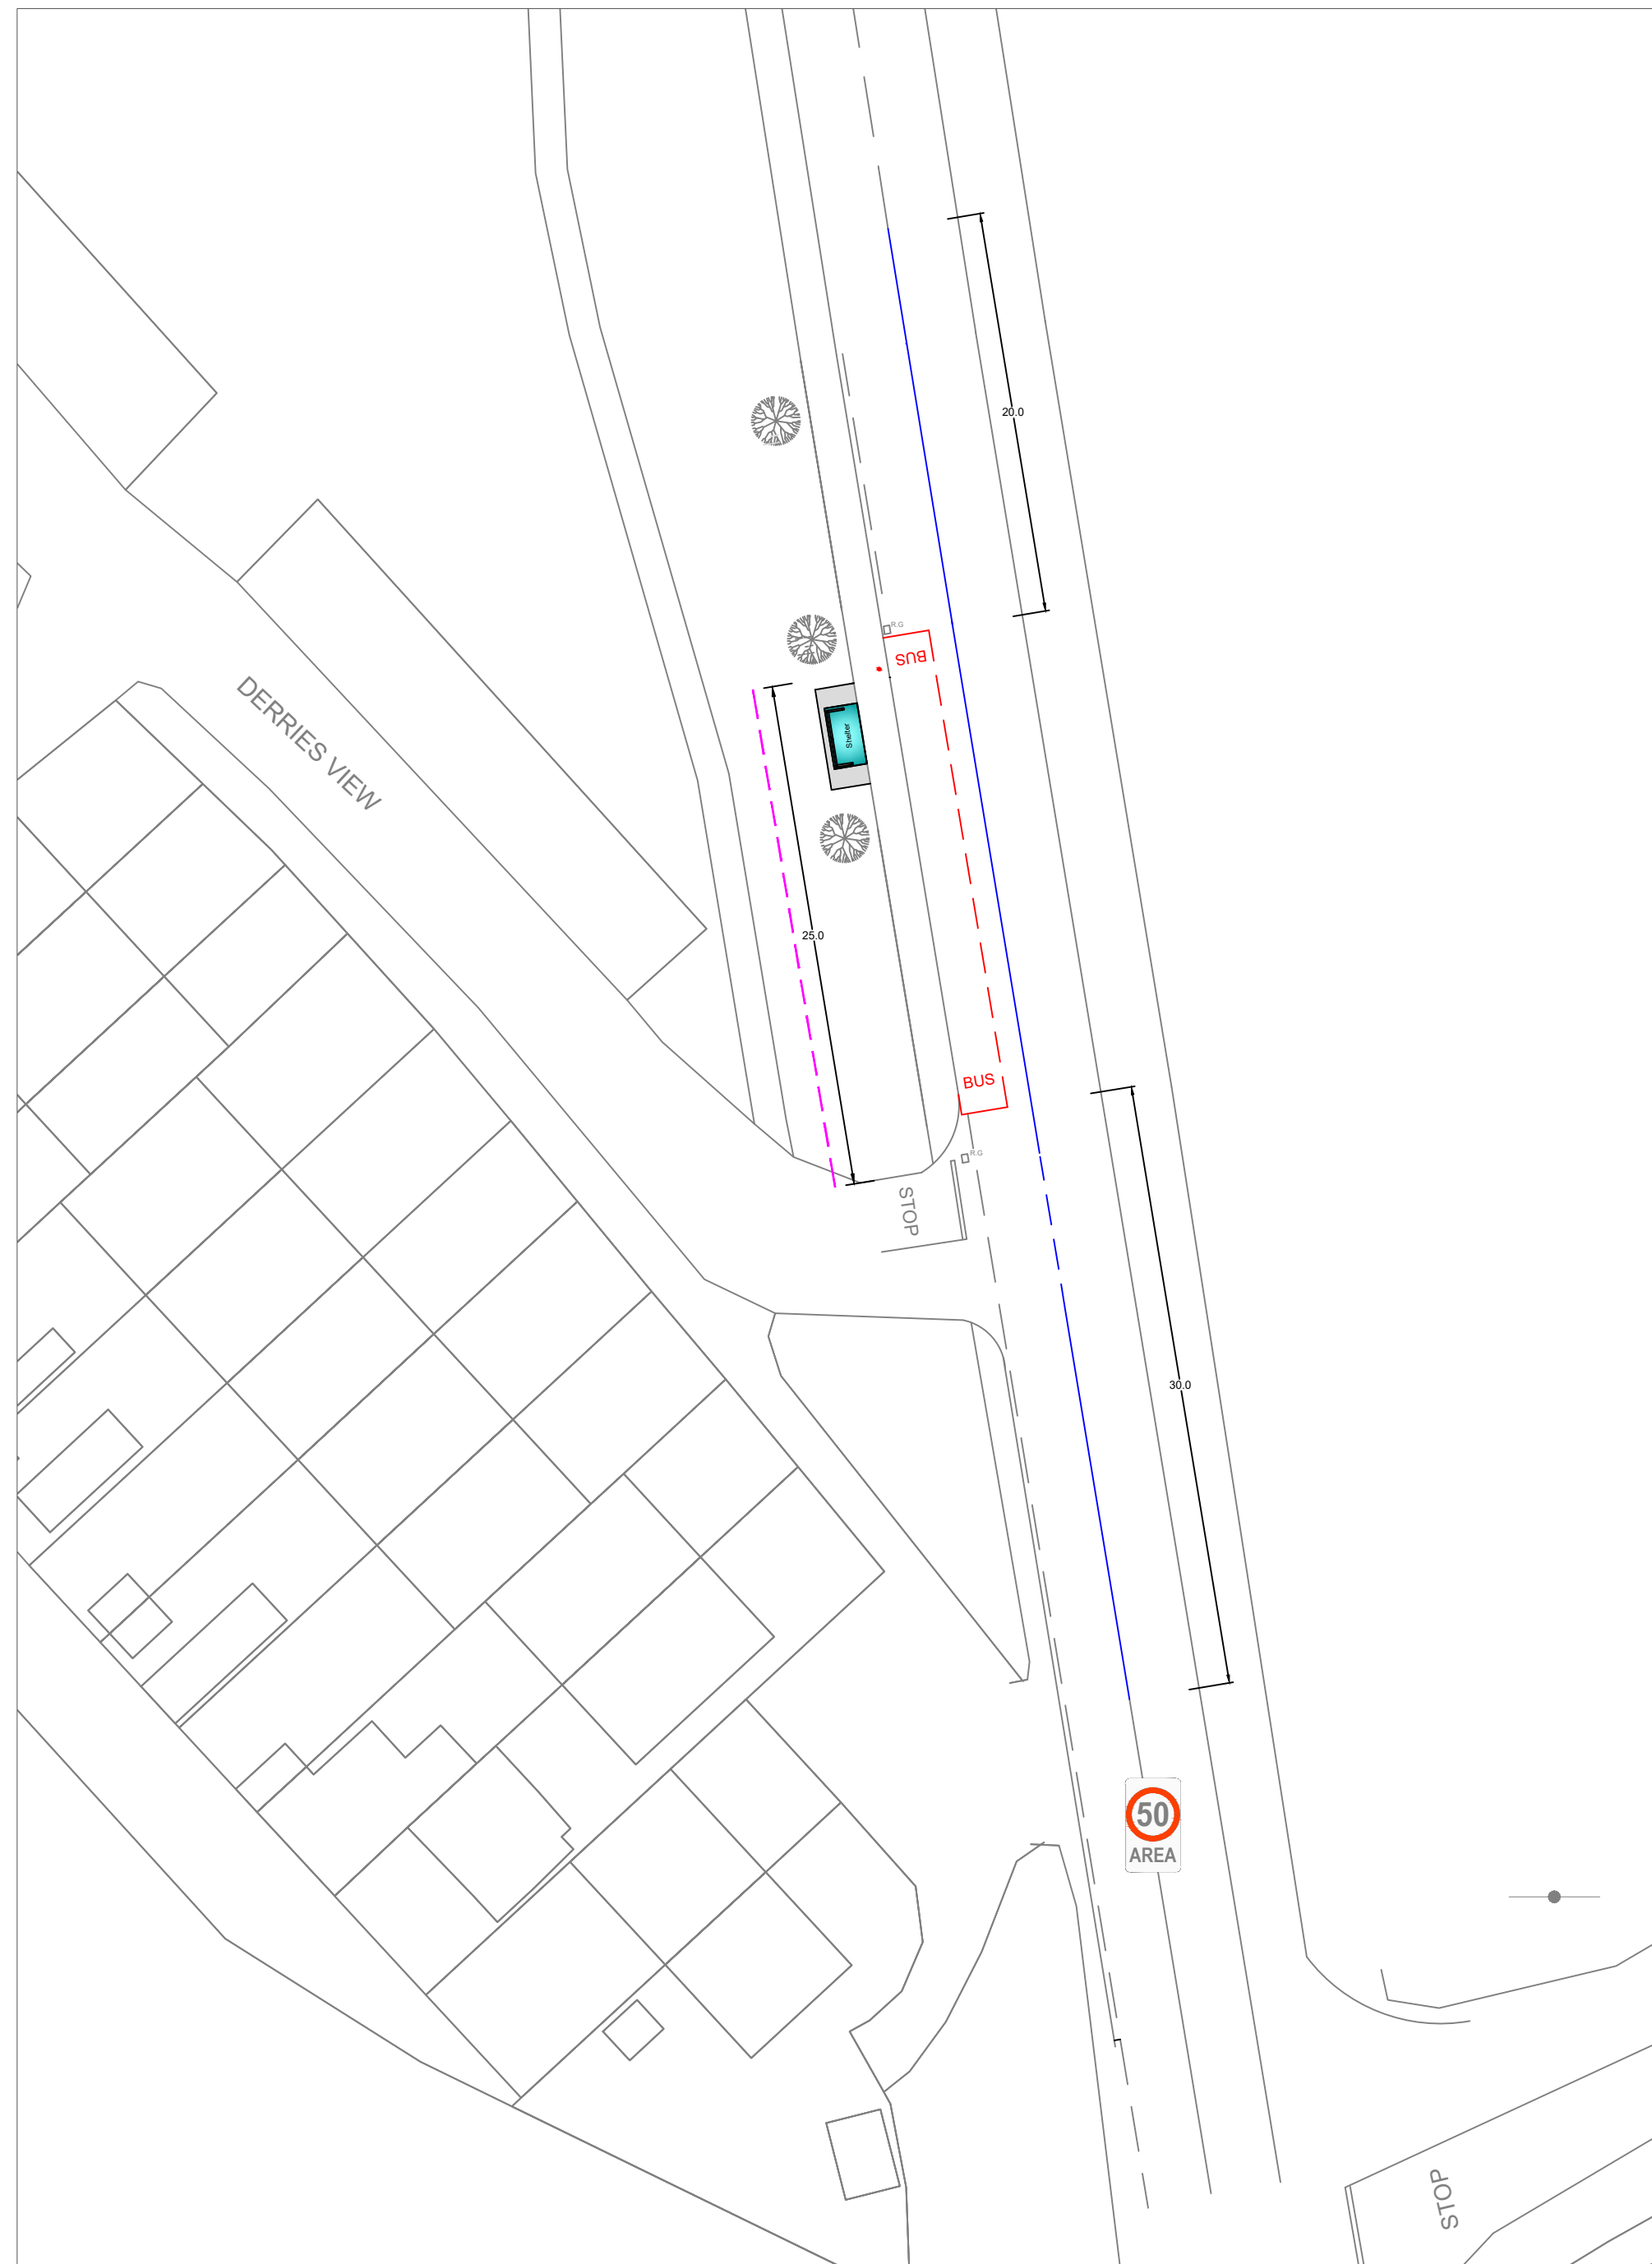 20.0
R.G
BUS
DERRIES VIEW
Shelter
25.0
BUS
R.G
STOP
30.0
50
AREA
STOP